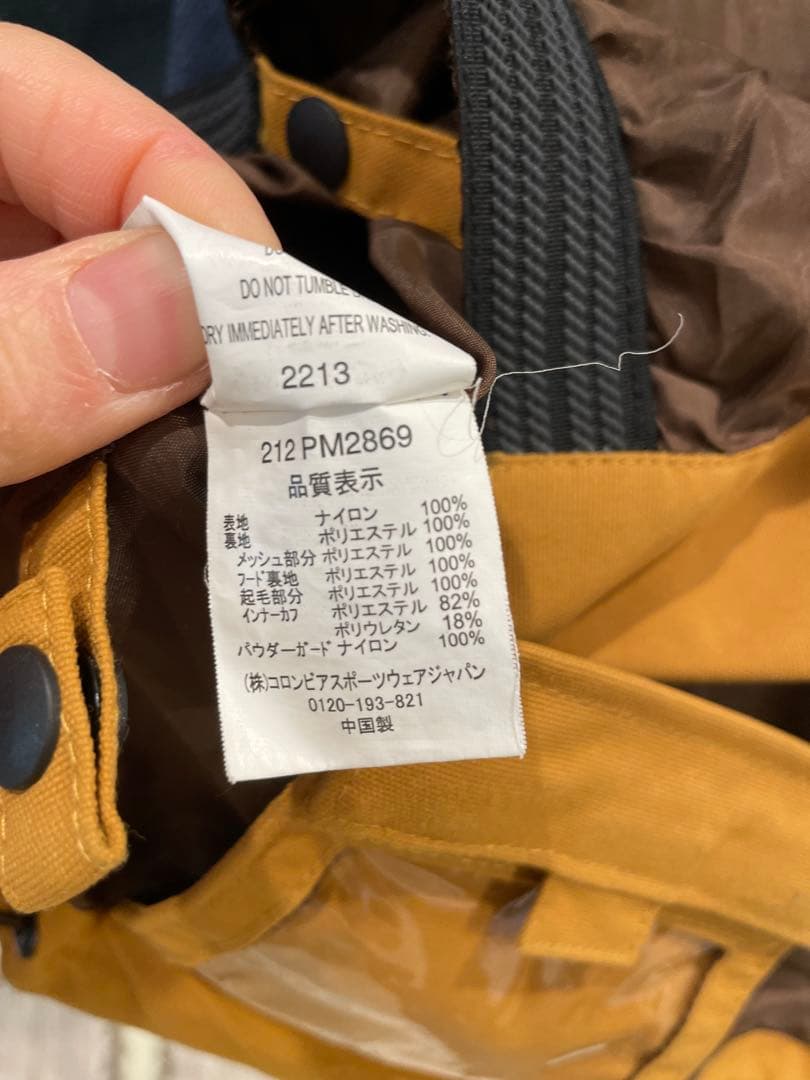 DO NOT TUMBLE
DRY IMMEDIATELY AFTER WASHING.
2213
212 PM2869
品質表示
表地 ナイロン 100%
裏地 ポリエステル 100%
メッシュ部分 ポリエステル 100%
フード裏地 ポリエステル 100%
起毛部分 ポリエステル 100%
インナーカフ ポリエステル 82%
ポリウレタン 18%
パウダーガード ナイロン 100%
(株)コロンビアスポーツウェアジャパン
0120-193-821
中国製